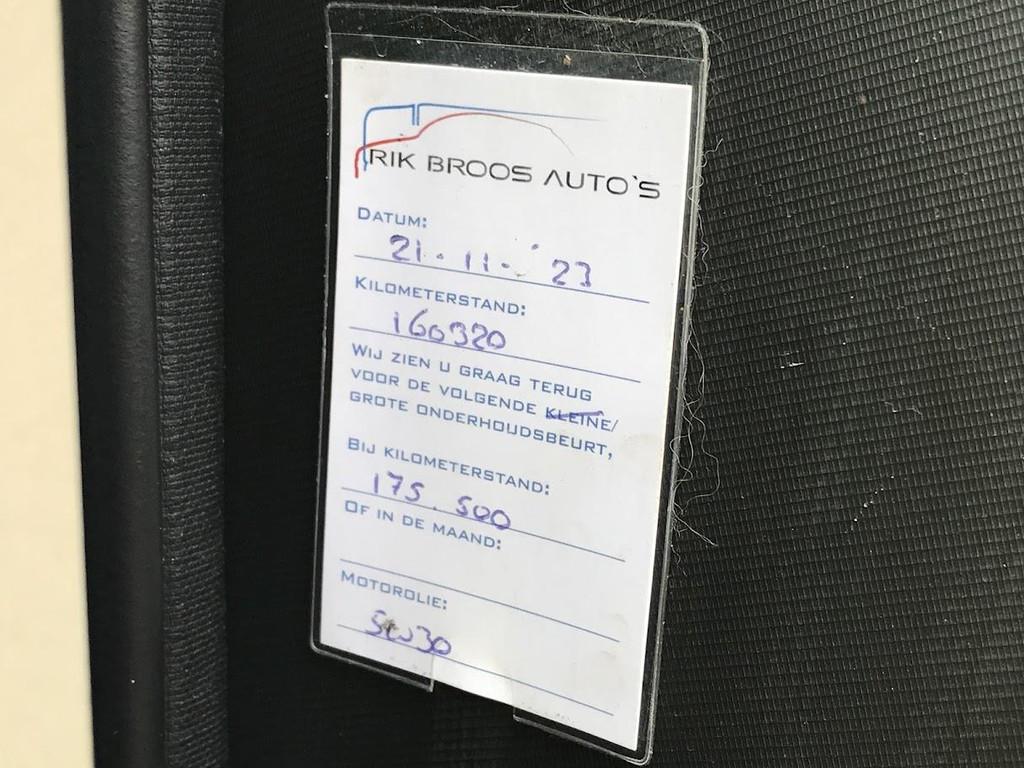 RIK BROOS AUTO'S
DATUM:
21-11-'23
KILOMETERSTAND:
160320
WIJ ZIEN U GRAAG TERUG
VOOR DE VOLGENDE KLEINE/
GROTE ONDERHOUDSBEURT,
BIJ KILOMETERSTAND:
175.500
OF IN DE MAAND:
MOTOROLIE:
5W30